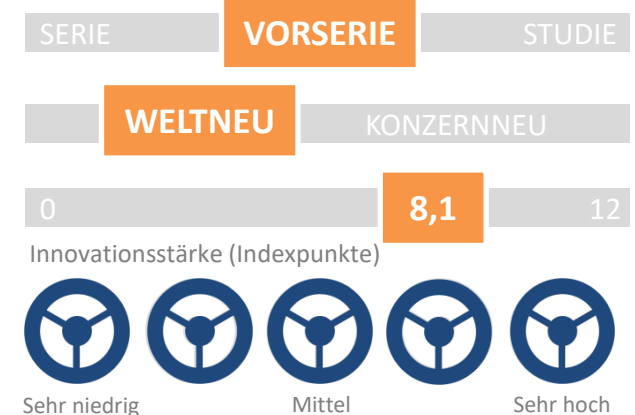 SERIE VORSERIE STUDIE
WELTNEU KONZERNNEU
0 8,1 12
Innovationsstärke (Indexpunkte)
Sehr niedrig Mittel Sehr hoch